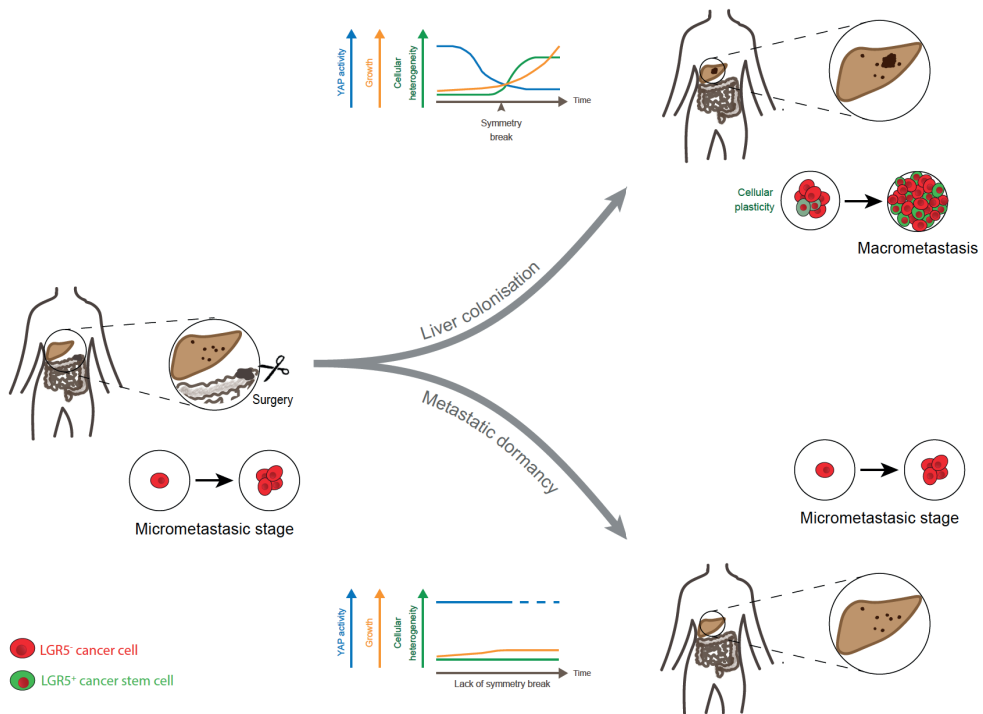 YAP activity
Growth
Cellular
heterogeneity
Time
Symmetry
break
Cellular
plasticity
Macrometastasis
Liver colonisation
Surgery
Metastatic dormancy
Micrometastasic stage
Micrometastasic stage
YAP activity
Growth
Cellular
heterogeneity
Time
Lack of symmetry break
LGR5⁻ cancer cell
LGR5⁺ cancer stem cell